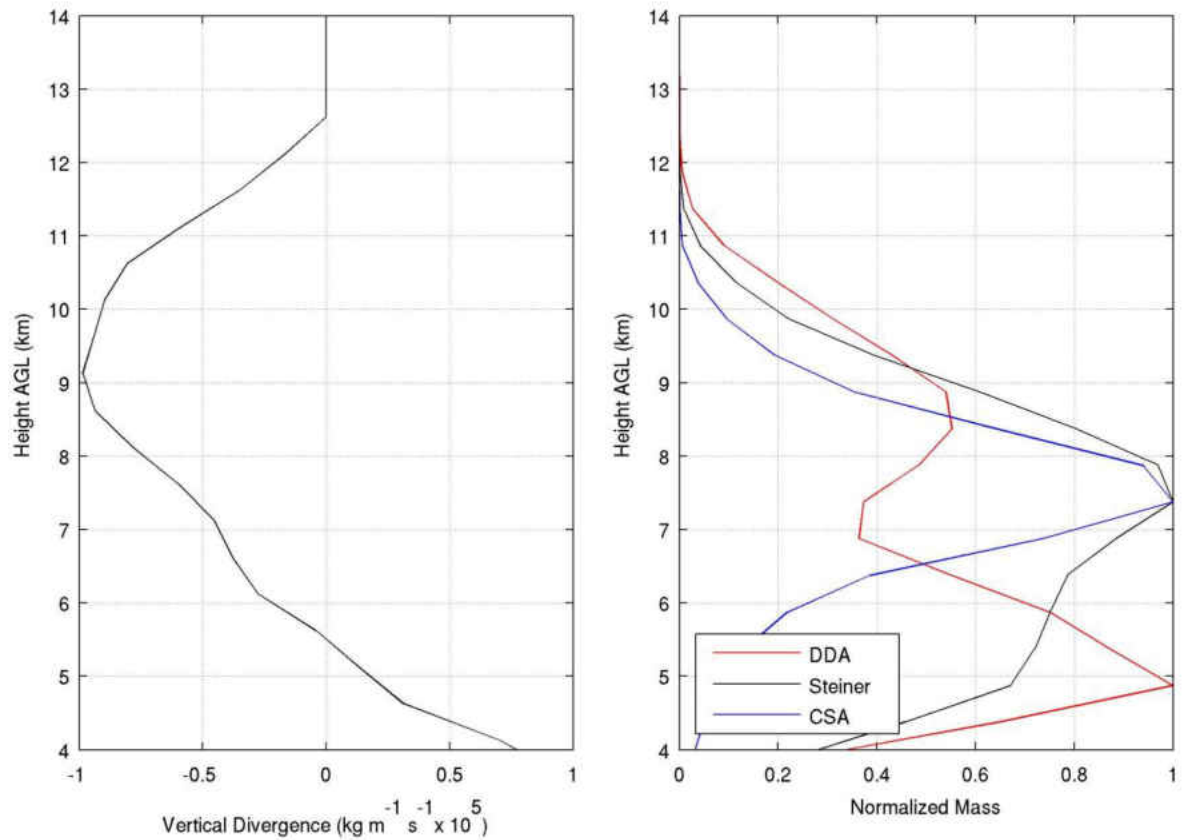 14
13
12
11
10
9
8
7
6
5
4
Height AGL (km)
-1 -0.5 0 0.5 1
Vertical Divergence (kg m^-1 s^-1 x 10^5)
14
13
12
11
10
9
8
7
6
5
4
Height AGL (km)
DDA
Steiner
CSA
0 0.2 0.4 0.6 0.8 1
Normalized Mass